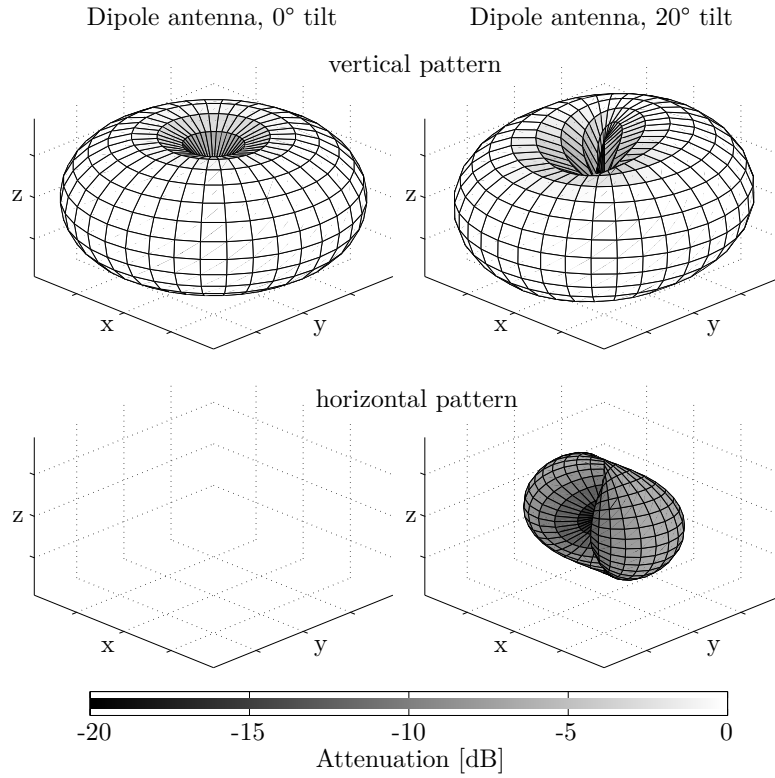 Dipole antenna, 0° tilt
Dipole antenna, 20° tilt
vertical pattern
z
x
y
z
x
y
horizontal pattern
z
x
y
z
x
y
-20
-15
-10
-5
0
Attenuation [dB]